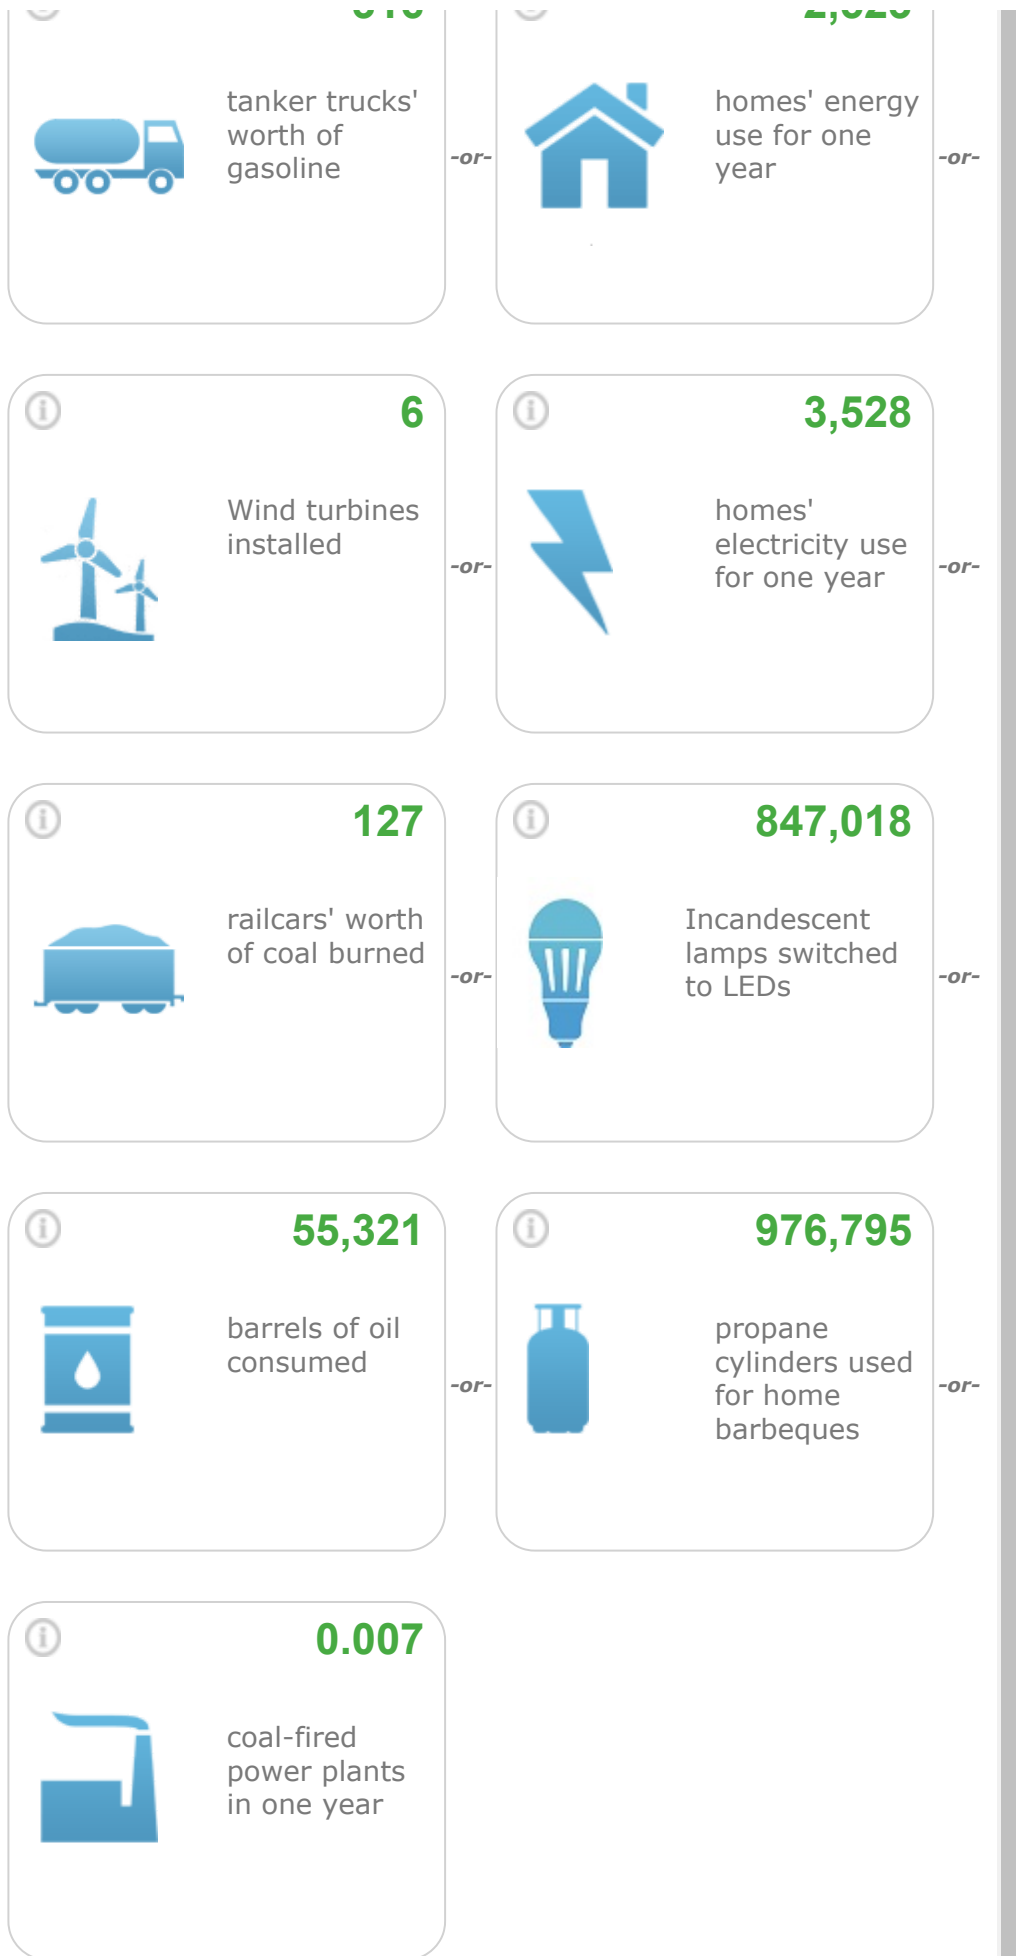 tanker trucks'
worth of
gasoline
-or-
homes' energy
use for one
year
-or-
6
Wind turbines
installed
-or-
3,528
homes'
electricity use
for one year
-or-
127
railcars' worth
of coal burned
-or-
847,018
Incandescent
lamps switched
to LEDs
-or-
55,321
barrels of oil
consumed
-or-
976,795
propane
cylinders used
for home
barbeques
-or-
0.007
coal-fired
power plants
in one year